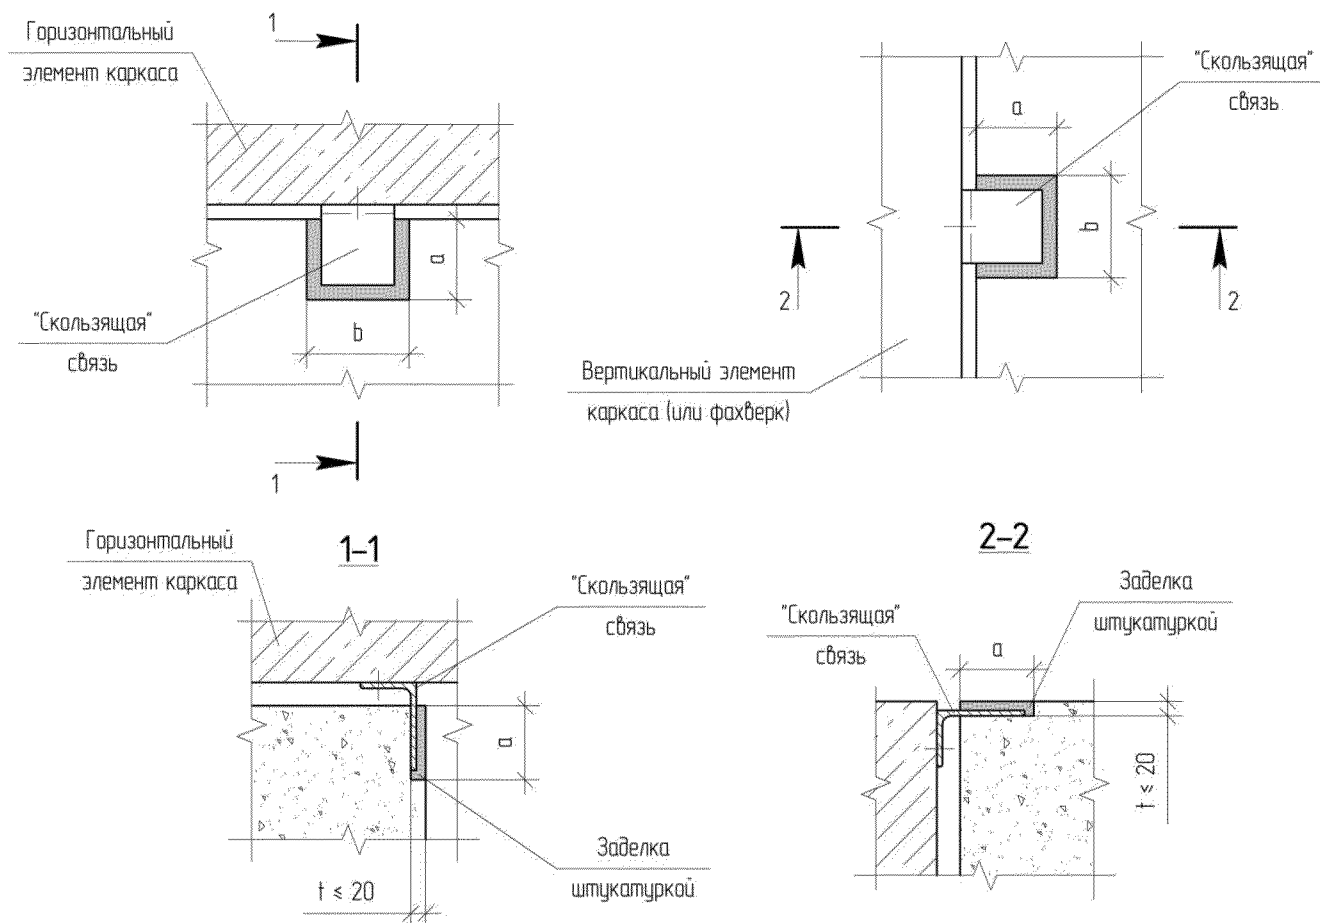 1
Горизонтальный
элемент каркаса
"Скользящая"
связь
a
b
1
"Скользящая"
связь
a
b
2
2
Вертикальный элемент
каркаса (или фахверк)
1–1
Горизонтальный
элемент каркаса
"Скользящая"
связь
a
Заделка
штукатуркой
t ≤ 20
2–2
"Скользящая"
связь
Заделка
штукатуркой
a
t ≤ 20